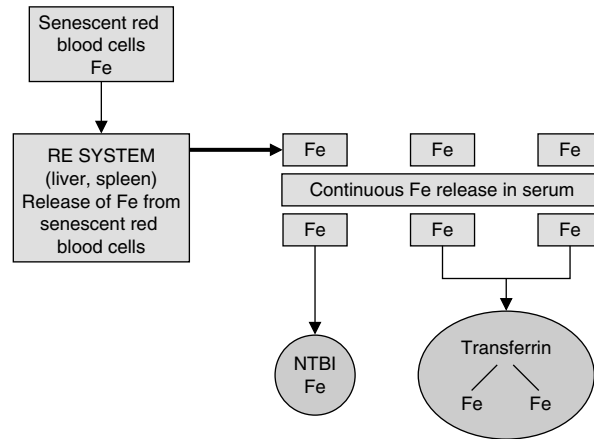 Senescent red
blood cells
Fe
RE SYSTEM
(liver, spleen)
Release of Fe from
senescent red
blood cells
Fe Fe Fe
Continuous Fe release in serum
Fe Fe Fe
NTBI
Fe
Transferrin
Fe Fe